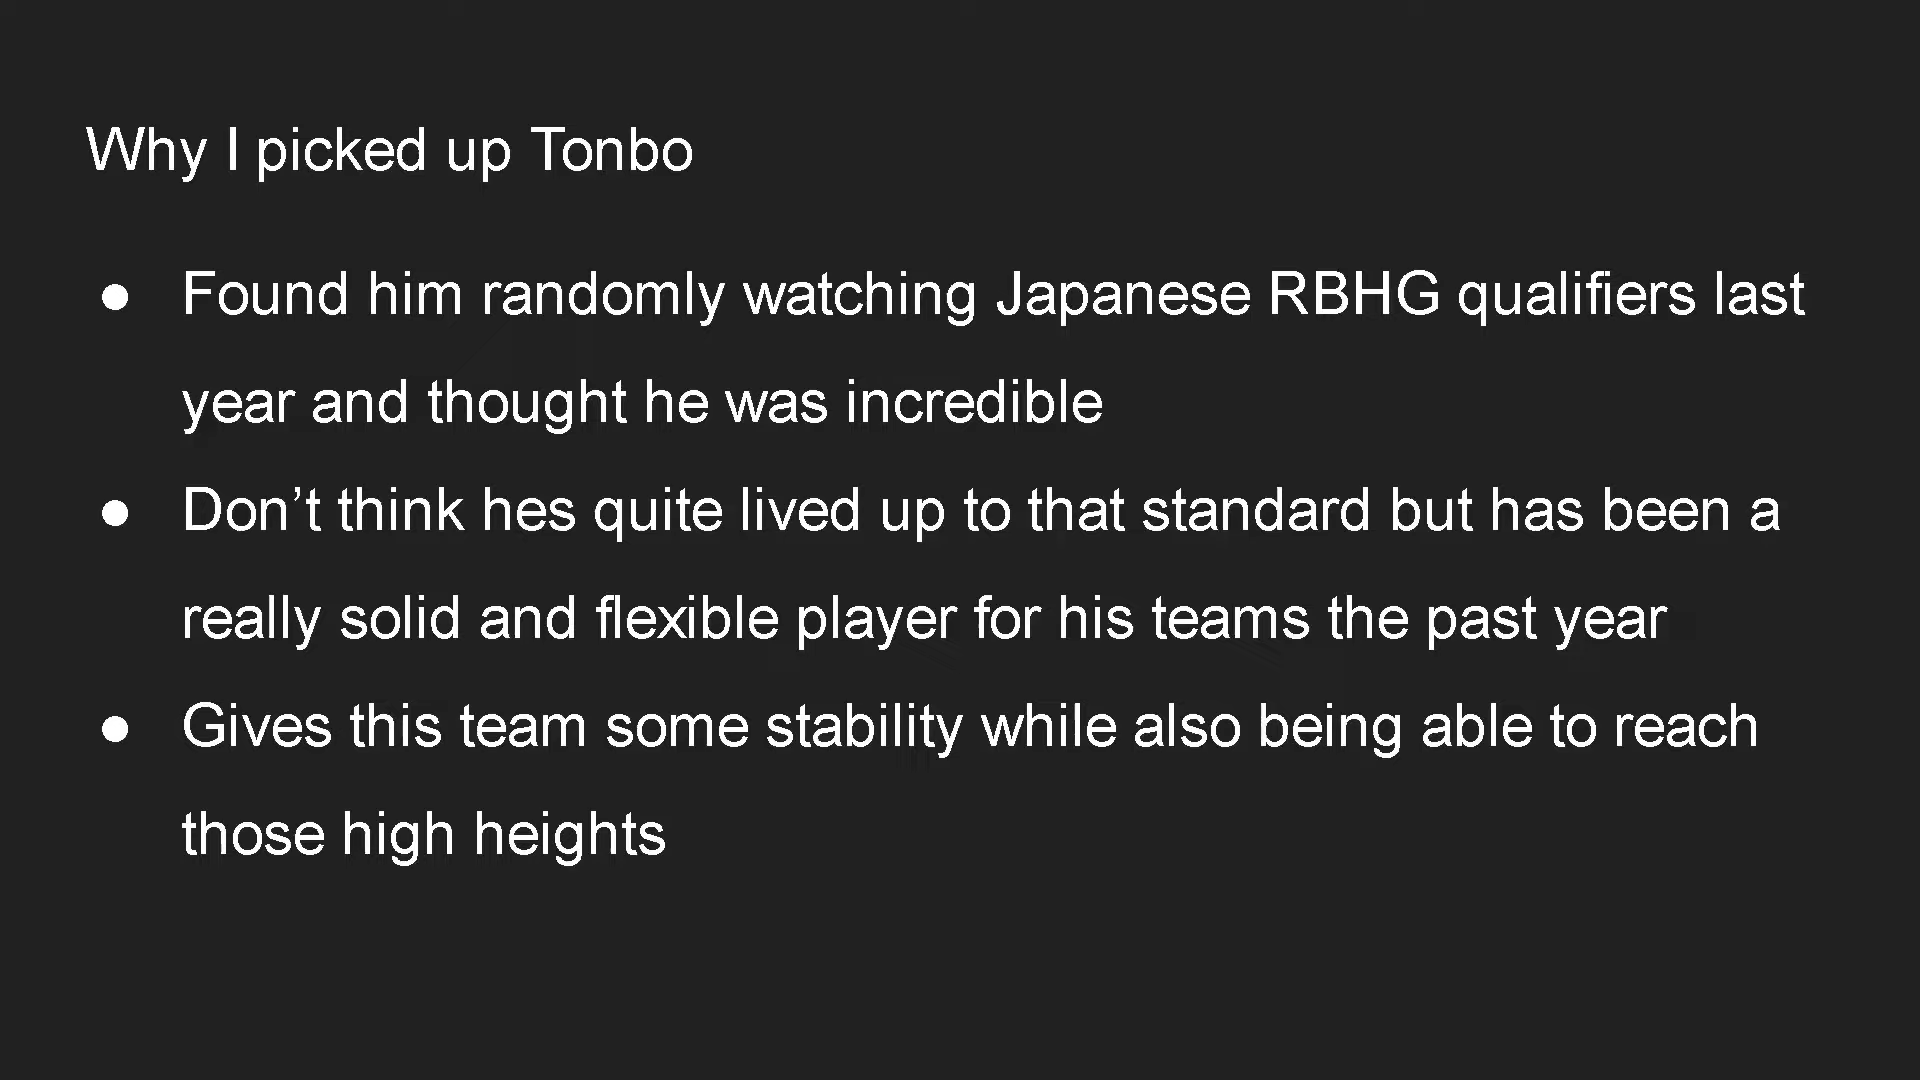 Why I picked up Tonbo
● Found him randomly watching Japanese RBHG qualifiers last
year and thought he was incredible
● Don’t think hes quite lived up to that standard but has been a
really solid and flexible player for his teams the past year
● Gives this team some stability while also being able to reach
those high heights